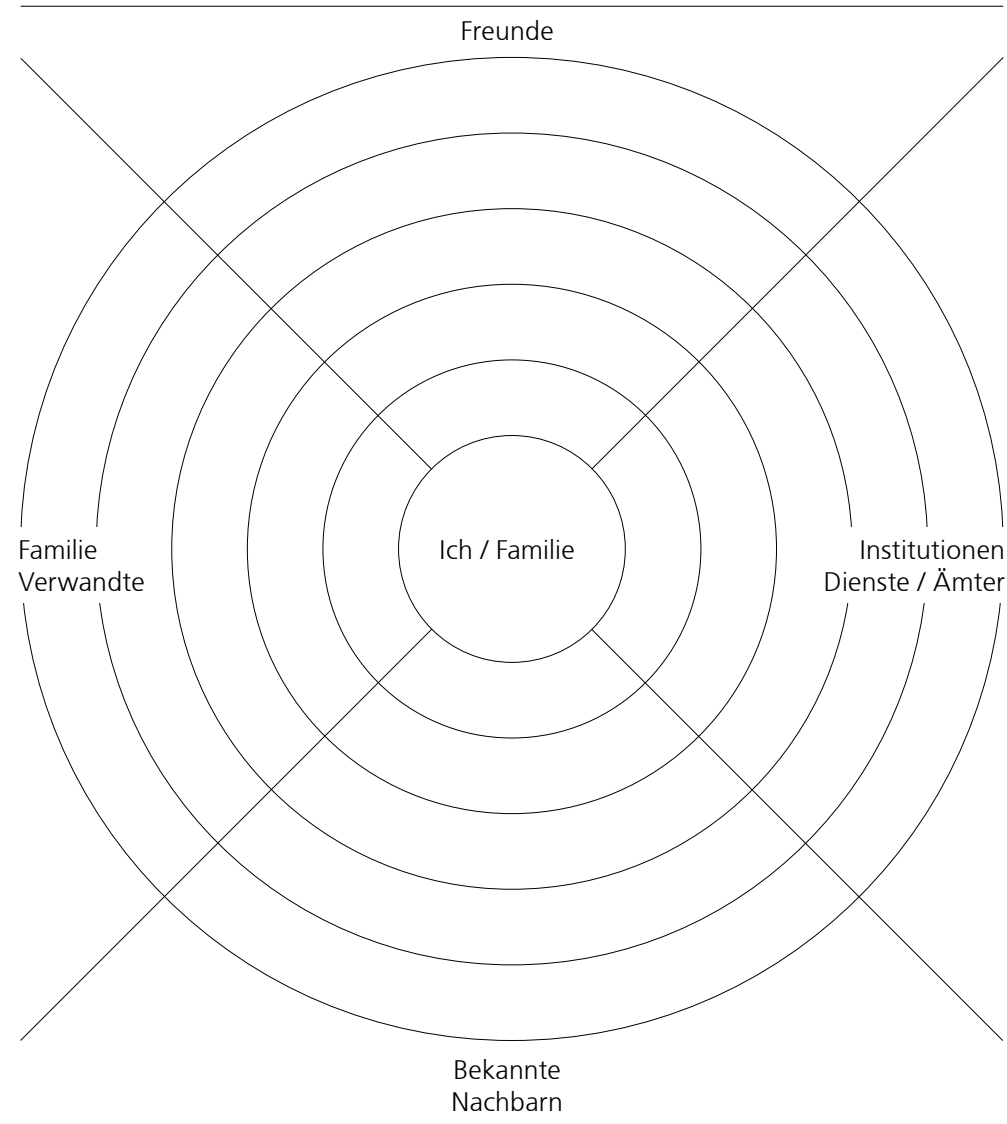 Freunde
Familie
Verwandte
Ich / Familie
Institutionen
Dienste / Ämter
Bekannte
Nachbarn